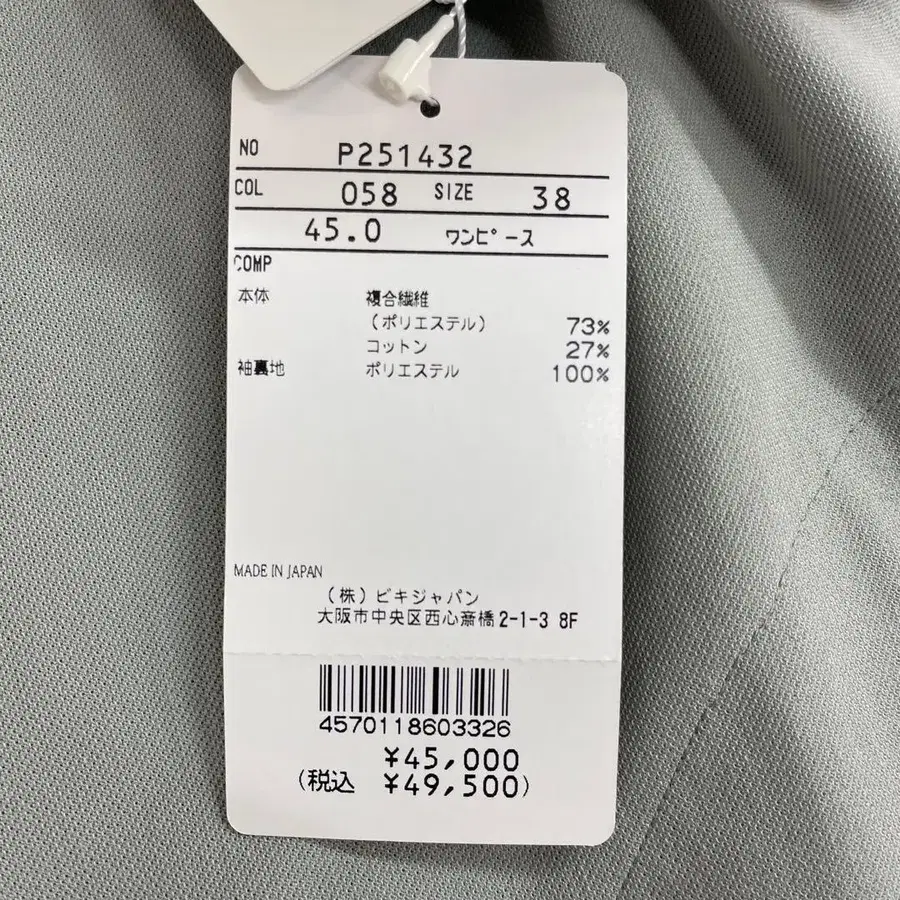 NO P251432
COL 058 SIZE 38
45.0 ワンピース
COMP
本体 複合繊維
(ポリエステル) 73%
コットン 27%
袖裏地 ポリエステル 100%
MADE IN JAPAN
(株)ビキジャパン
大阪市中央区西心斎橋2-1-3 8F
4570118603326
¥45,000
(税込 ¥49,500)